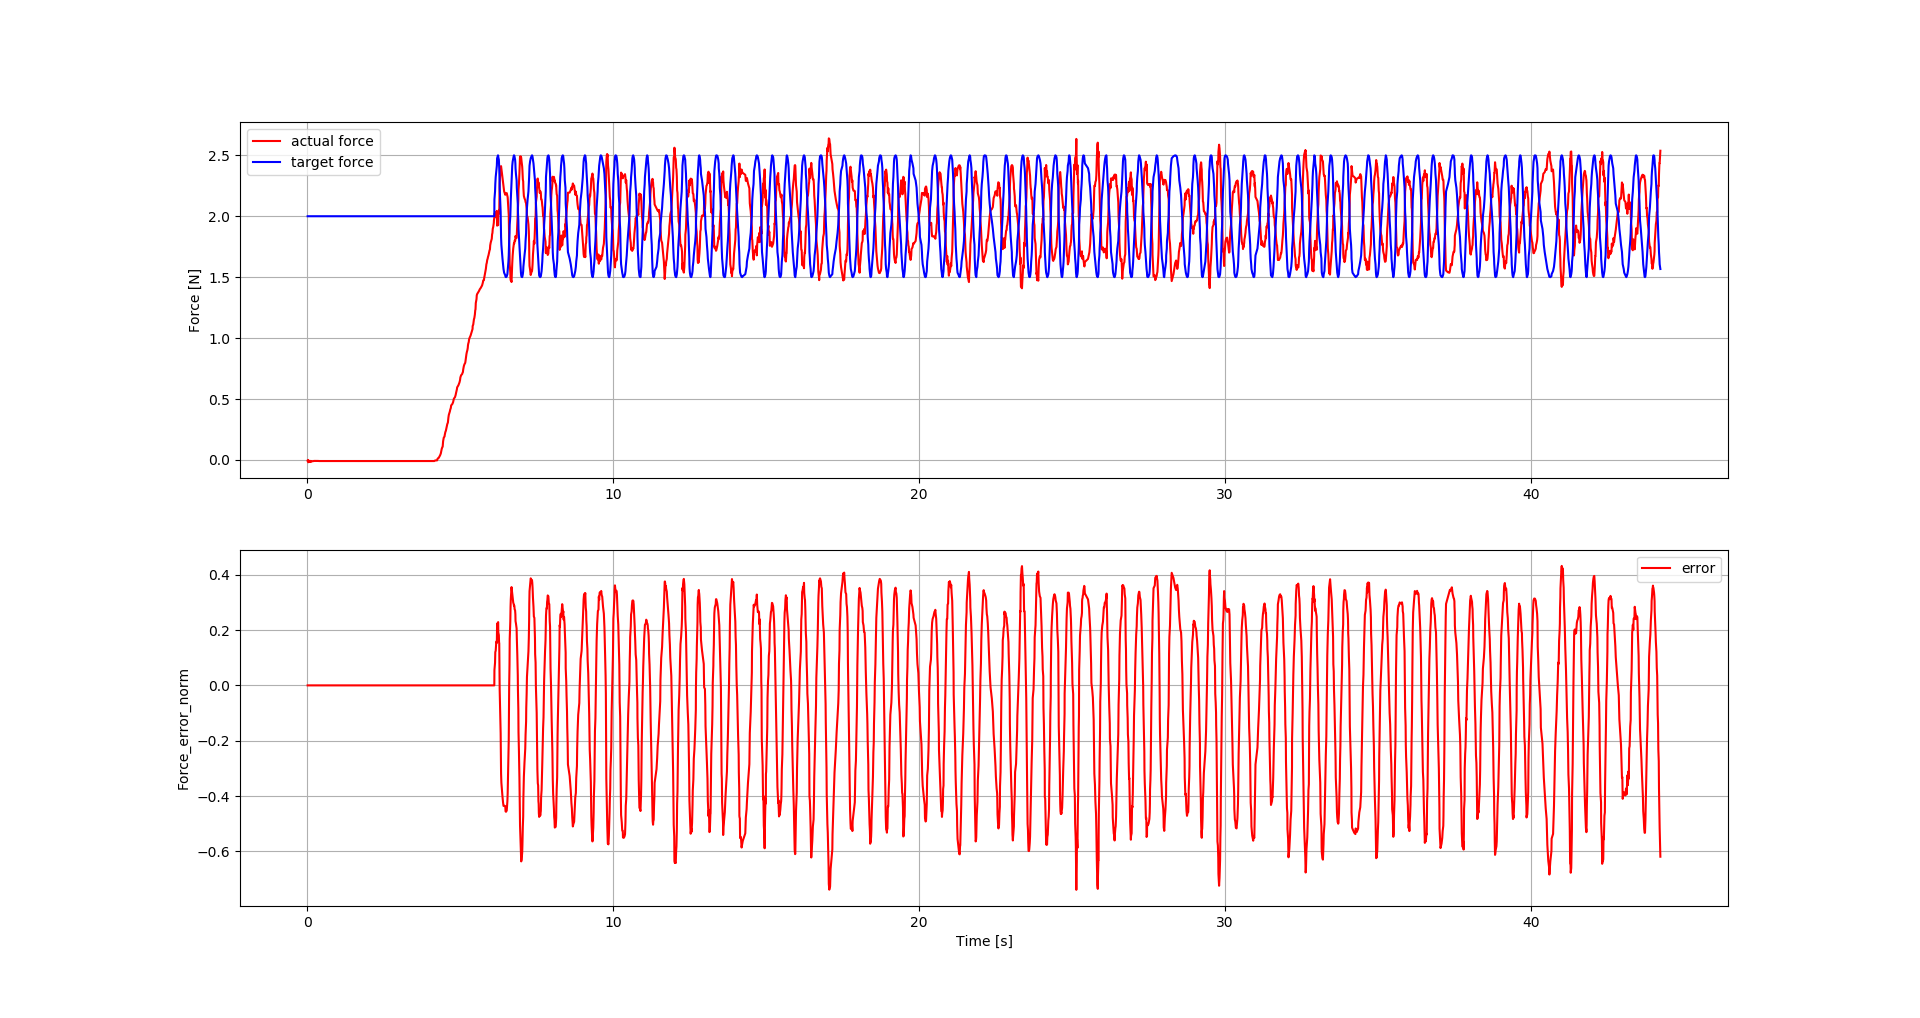 actual force
target force
Force [N]
2.5
2.0
1.5
1.0
0.5
0.0
0 10 20 30 40
error
Force_error_norm
0.4
0.2
0.0
−0.2
−0.4
−0.6
0 10 20 30 40
Time [s]